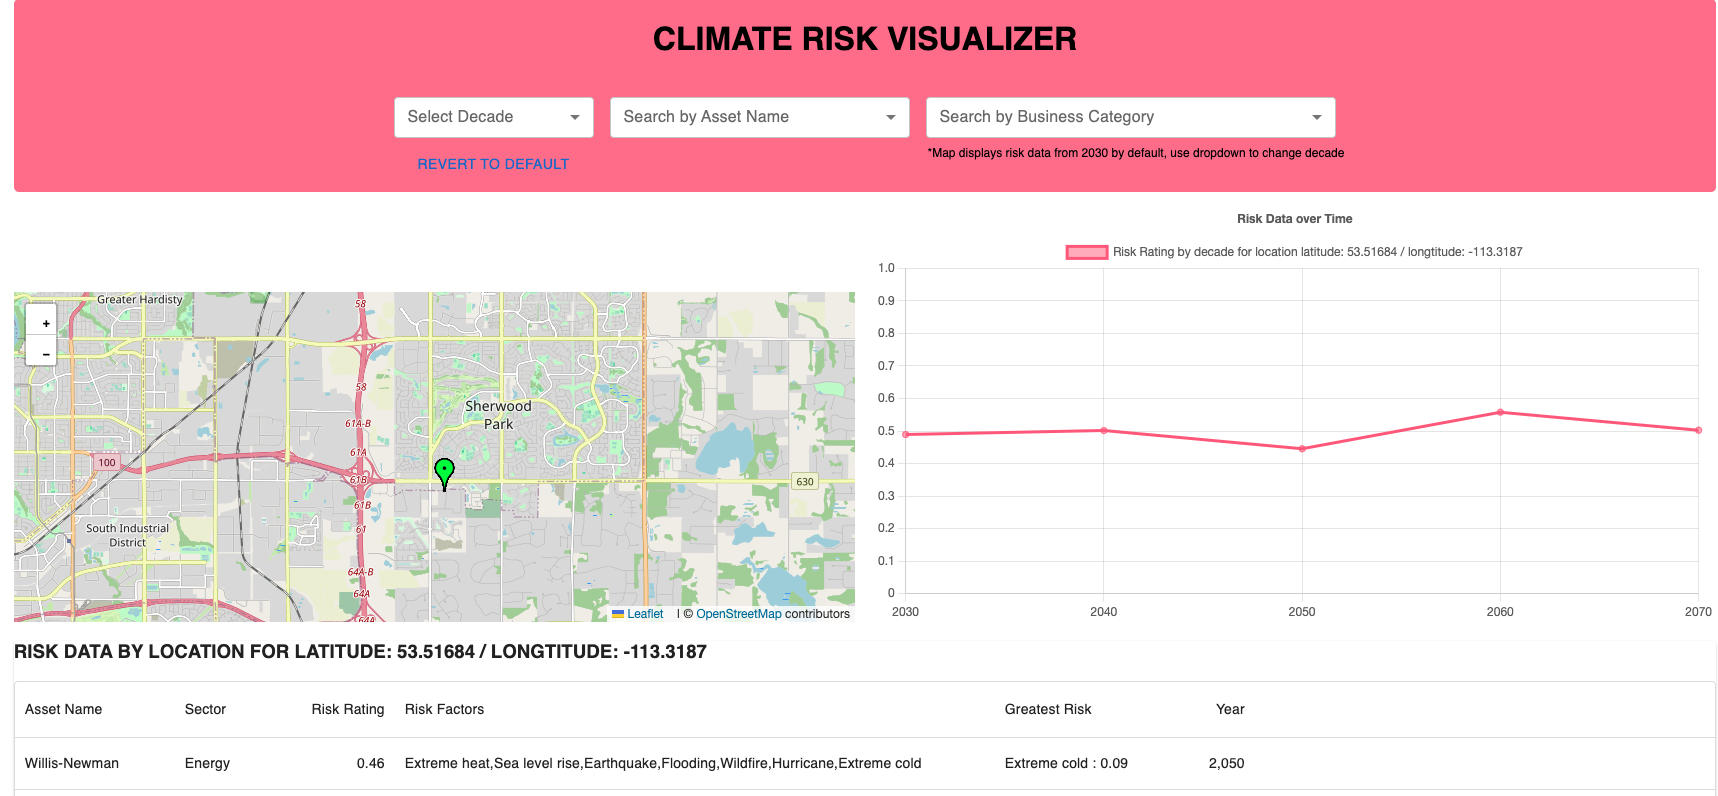 CLIMATE RISK VISUALIZER
Select Decade
Search by Asset Name
Search by Business Category
REVERT TO DEFAULT
*Map displays risk data from 2030 by default, use dropdown to change decade
Greater Hardisty
+
-
58
58
61A-B
61A
61B
61B
61
64A-B
64A
64A
100
Sherwood
Park
630
South Industrial
District
Leaflet | © OpenStreetMap contributors
Risk Data over Time
Risk Rating by decade for location latitude: 53.51684 / longtitude: -113.3187
1.0
0.9
0.8
0.7
0.6
0.5
0.4
0.3
0.2
0.1
0
2030 2040 2050 2060 2070
RISK DATA BY LOCATION FOR LATITUDE: 53.51684 / LONGTITUDE: -113.3187
Asset Name Sector Risk Rating Risk Factors Greatest Risk Year
Willis-Newman Energy 0.46 Extreme heat,Sea level rise,Earthquake,Flooding,Wildfire,Hurricane,Extreme cold Extreme cold : 0.09 2,050